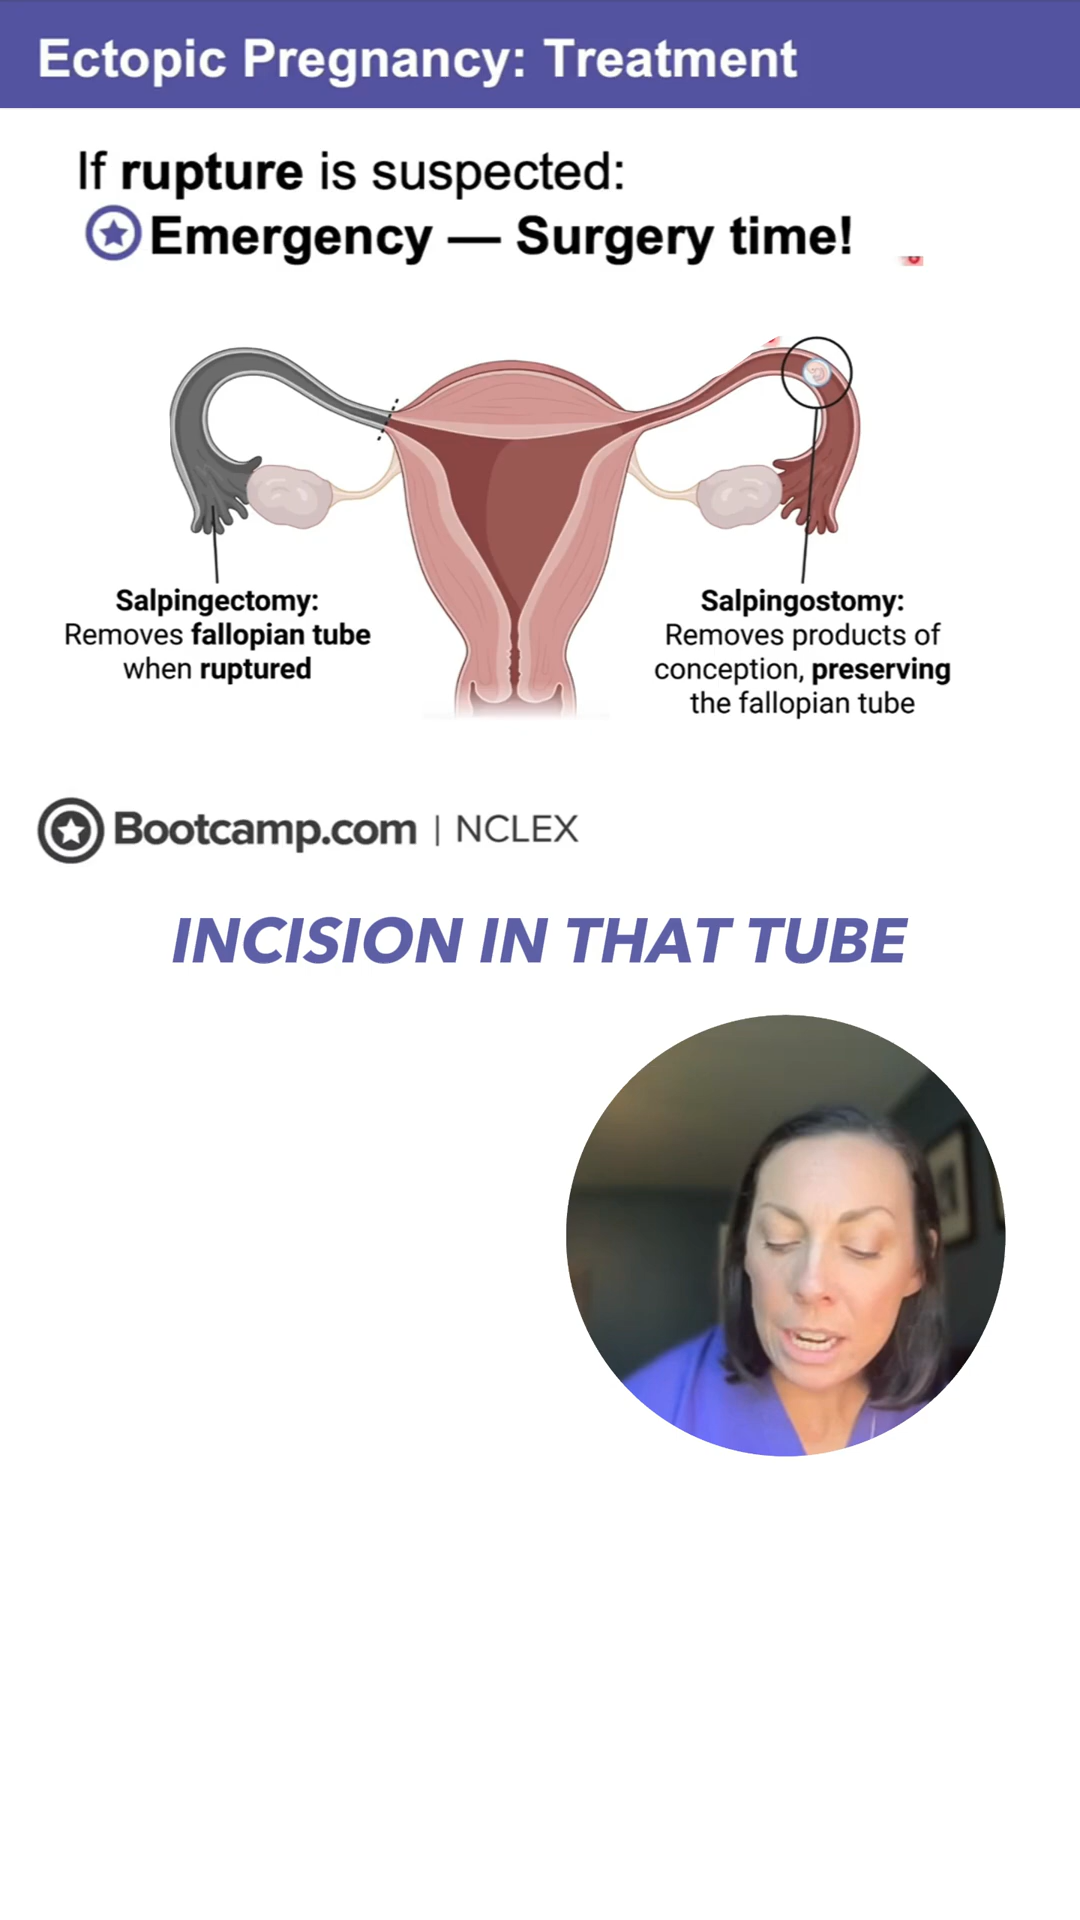 Ectopic Pregnancy: Treatment
If rupture is suspected:
Emergency — Surgery time!
Salpingectomy:
Removes fallopian tube
when ruptured
Salpingostomy:
Removes products of
conception, preserving
the fallopian tube
Bootcamp.com | NCLEX
INCISION IN THAT TUBE